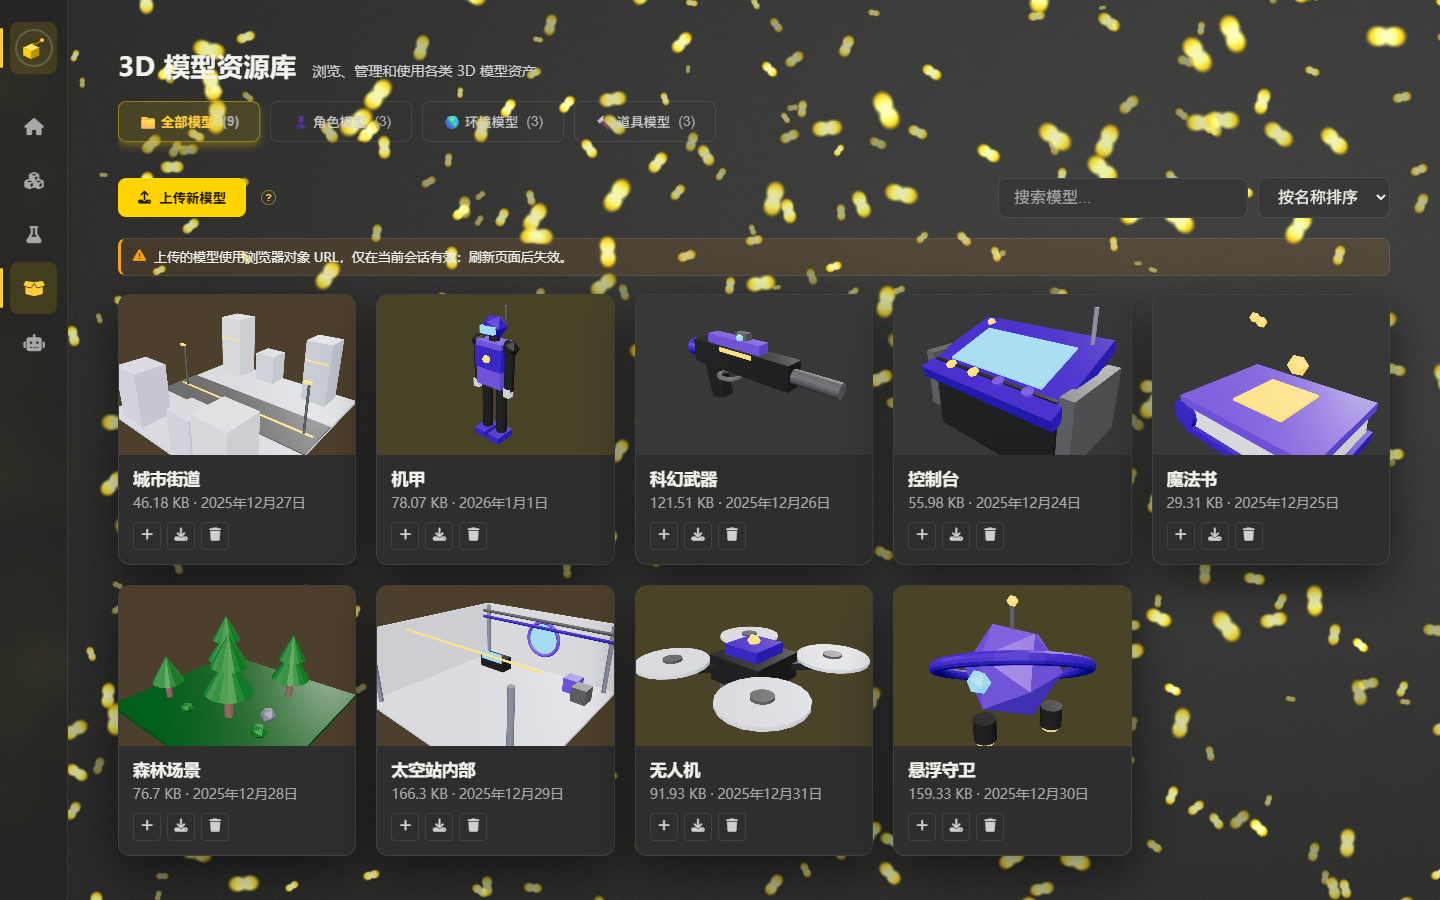 3D 模型资源库 浏览、管理和使用各类 3D 模型资产
全部模型 (9) 角色模型 (3) 环境模型 (3) 道具模型 (3)
上传新模型 ? 搜索模型... 按名称排序
上传的模型使用浏览器对象 URL，仅在当前会话有效：刷新页面后失效。
城市街道
46.18 KB · 2025年12月27日
机甲
78.07 KB · 2026年1月1日
科幻武器
121.51 KB · 2025年12月26日
控制台
55.98 KB · 2025年12月24日
魔法书
29.31 KB · 2025年12月25日
森林场景
76.7 KB · 2025年12月28日
太空站内部
166.3 KB · 2025年12月29日
无人机
91.93 KB · 2025年12月31日
悬浮守卫
159.33 KB · 2025年12月30日